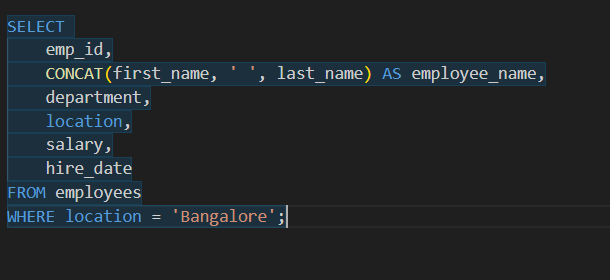 SELECT
    emp_id,
    CONCAT(first_name, ' ', last_name) AS employee_name,
    department,
    location,
    salary,
    hire_date
FROM employees
WHERE location = 'Bangalore';